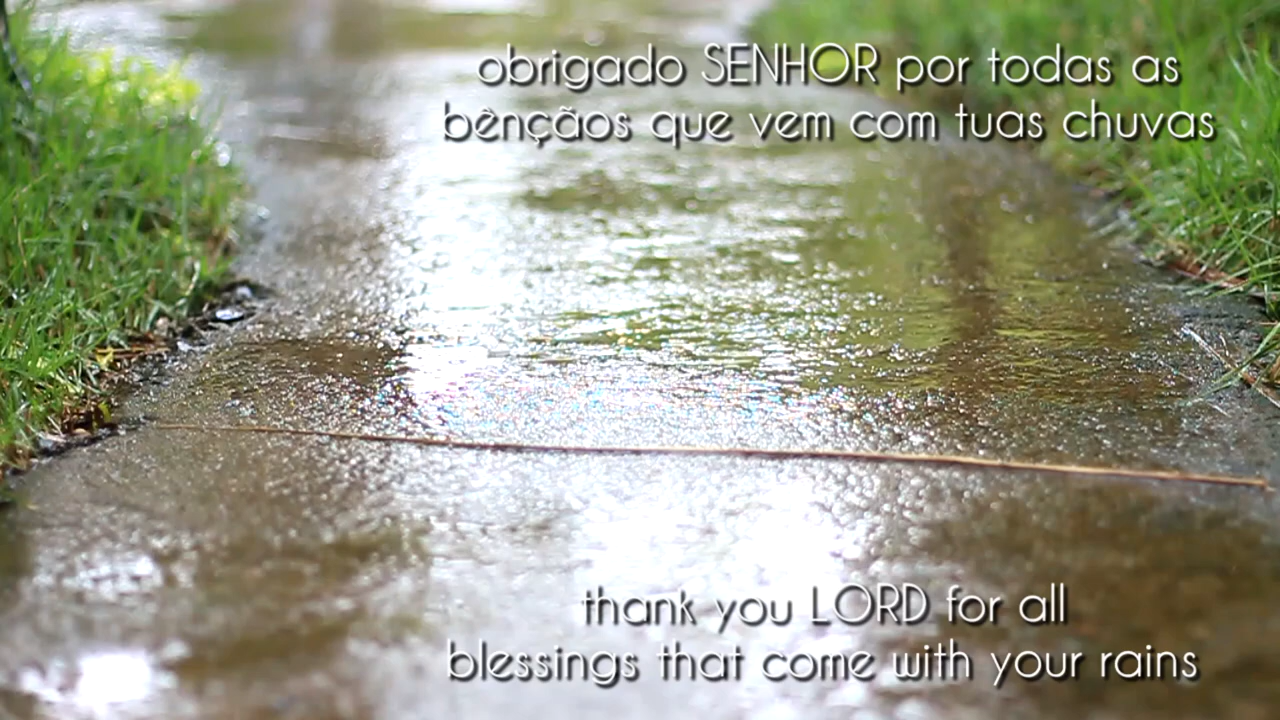 obrigado SENHOR por todas as
bênçãos que vem com tuas chuvas
thank you LORD for all
blessings that come with your rains